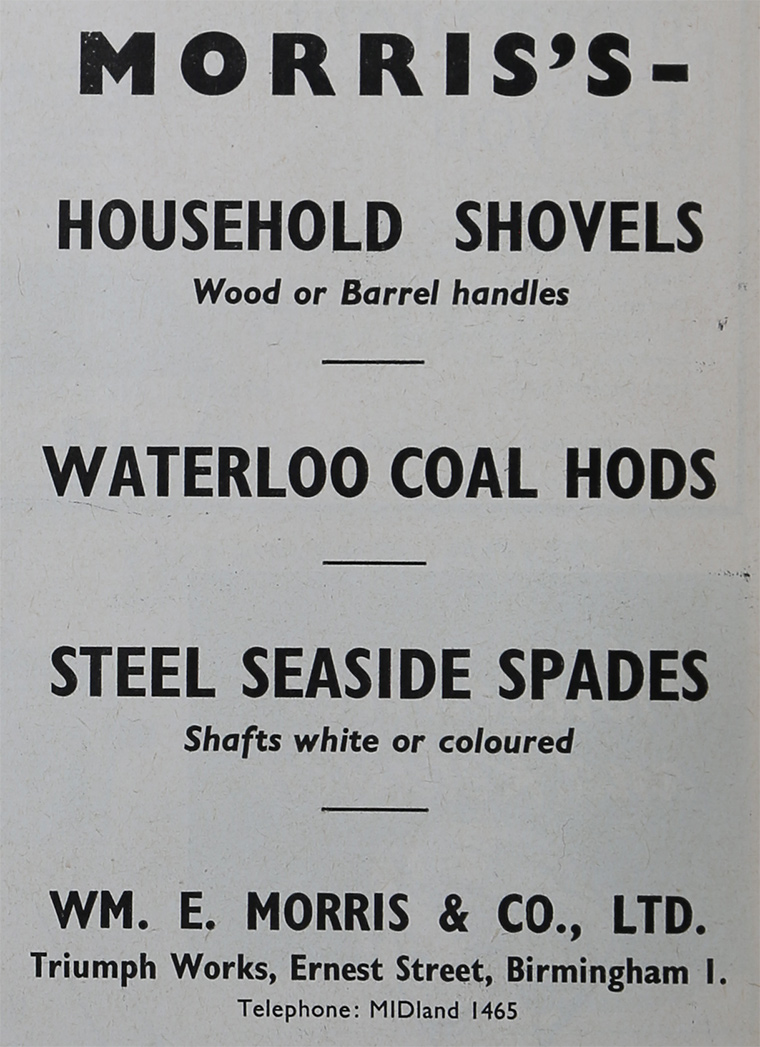 MORRIS'S-
HOUSEHOLD SHOVELS
Wood or Barrel handles
WATERLOO COAL HODS
STEEL SEASIDE SPADES
Shafts white or coloured
WM. E. MORRIS & CO., LTD.
Triumph Works, Ernest Street, Birmingham 1.
Telephone: MIDland 1465